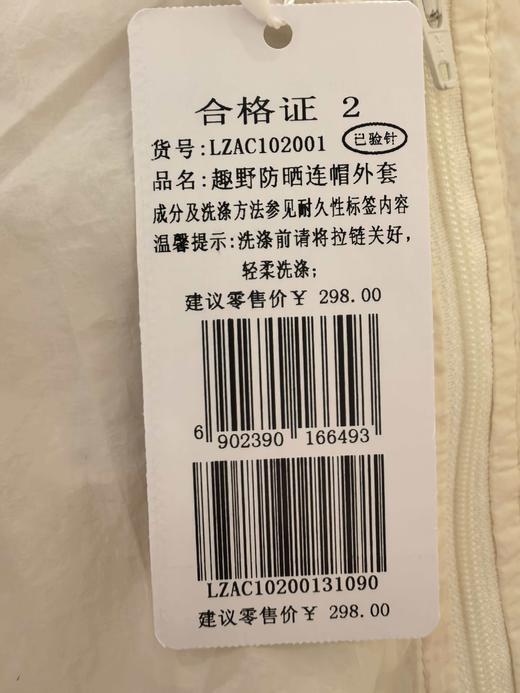 合格证 2
货号:LZAC102001 已验针
品名:趣野防晒连帽外套
成分及洗涤方法参见耐久性标签内容
温馨提示:洗涤前请将拉链关好,
轻柔洗涤;
建议零售价¥ 298.00
6 902390 166493
LZAC10200131090
建议零售价¥ 298.00